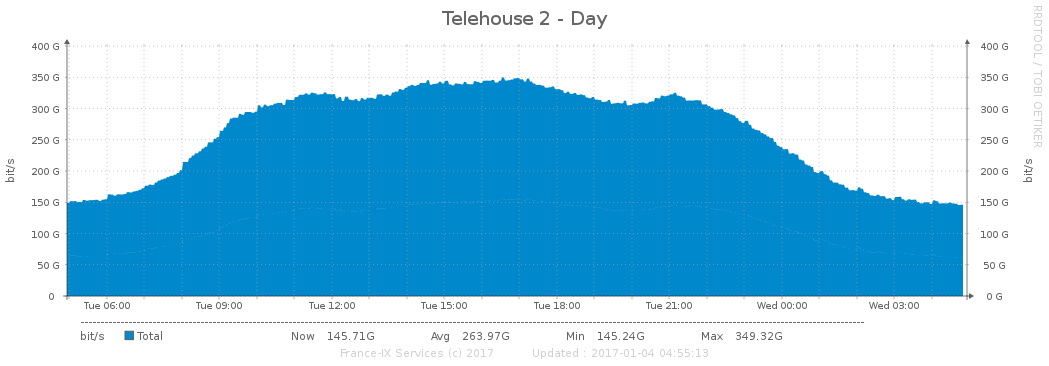 Telehouse 2 - Day
RRDTOOL / TOBI OETIKER
400 G 400 G
350 G 350 G
300 G 300 G
250 G 250 G
200 G 200 G
150 G 150 G
100 G 100 G
50 G 50 G
0 0 G
bit/s bit/s
Tue 06:00 Tue 09:00 Tue 12:00 Tue 15:00 Tue 18:00 Tue 21:00 Wed 00:00 Wed 03:00
bit/s Total Now 145.71G Avg 263.97G Min 145.24G Max 349.32G
France-IX Services (c) 2017 Updated : 2017-01-04 04:55:13